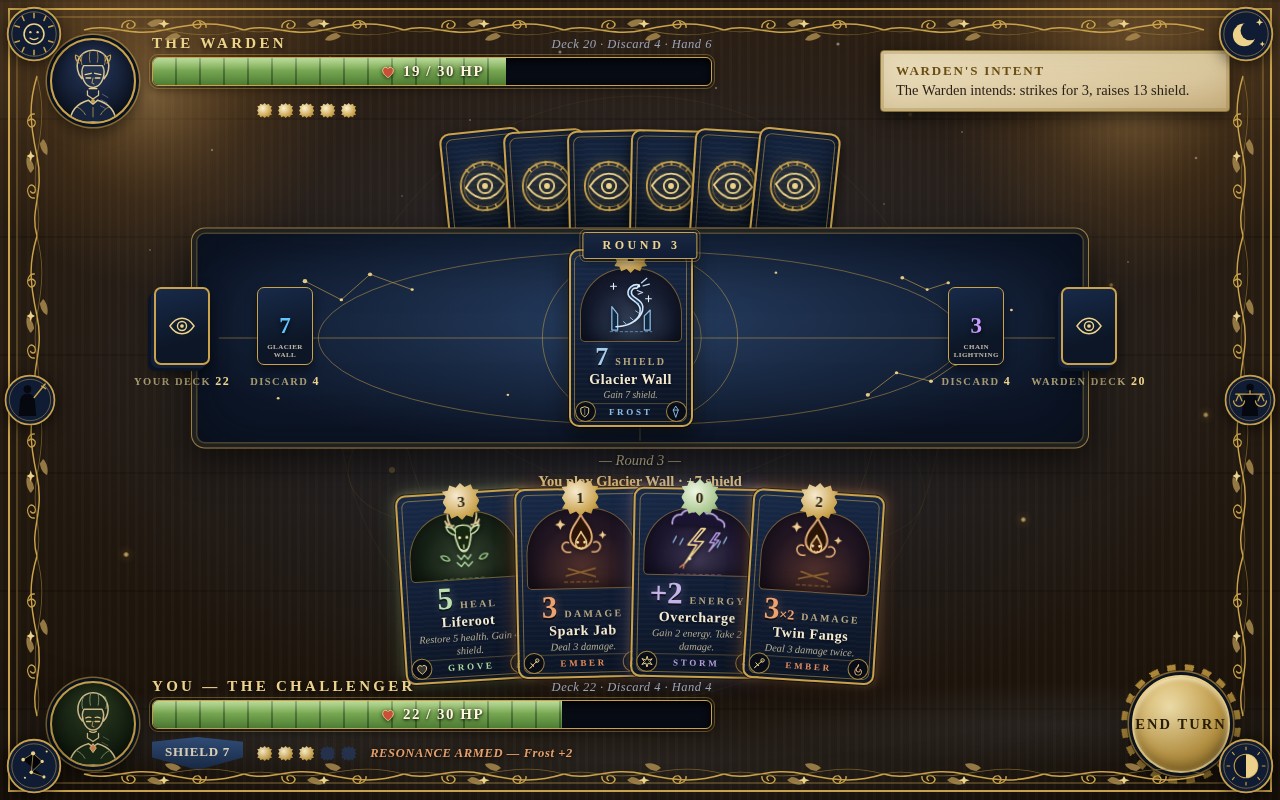 THE WARDEN
Deck 20 · Discard 4 · Hand 6
19 / 30 HP
WARDEN'S INTENT
The Warden intends: strikes for 3, raises 13 shield.
ROUND 3
7 SHIELD
Glacier Wall
Gain 7 shield.
FROST
7
GLACIER
WALL
YOUR DECK 22
DISCARD 4
3
CHAIN
LIGHTNING
DISCARD 4
WARDEN DECK 20
— Round 3 —
You play Glacier Wall · +7 shield
3
5 HEAL
Liferoot
Restore 5 health. Gain
shield.
GROVE
1
3 DAMAGE
Spark Jab
Deal 3 damage.
EMBER
0
+2 ENERGY
Overcharge
Gain 2 energy. Take 2
damage.
STORM
2
3×2 DAMAGE
Twin Fangs
Deal 3 damage twice.
EMBER
YOU — THE CHALLENGER
Deck 22 · Discard 4 · Hand 4
22 / 30 HP
SHIELD 7
RESONANCE ARMED — Frost +2
END TURN